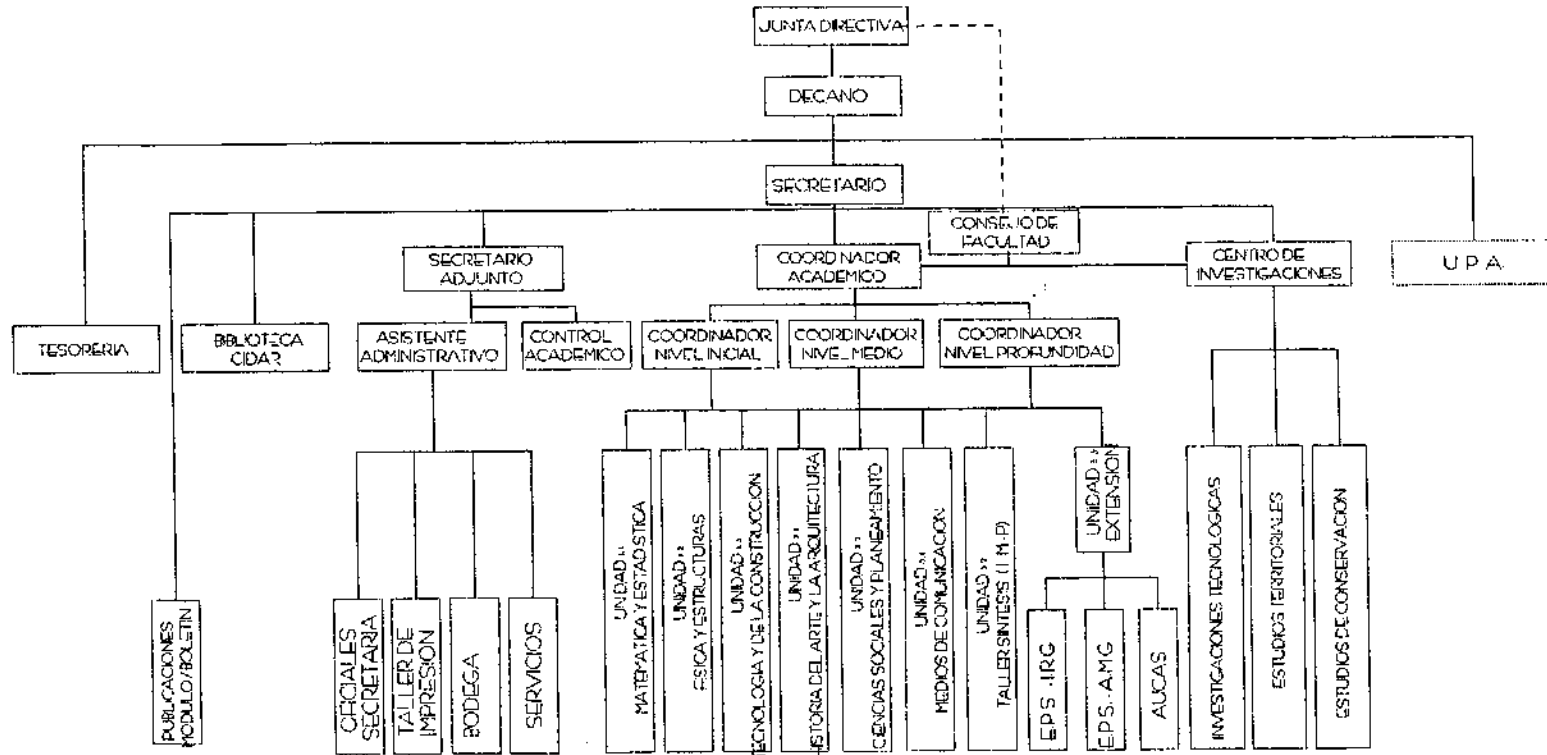 JUNTA DIRECTIVA
DECANO
SECRETARIO
CONSEJO DE
FACULTAD
SECRETARIO
ADJUNTO
COORDINADOR
ACADEMICO
CENTRO DE
INVESTIGACIONES
U P A
TESORERIA
BIBLIOTECA
CIDAR
ASISTENTE
ADMINISTRATIVO
CONTROL
ACADEMICO
COORDINADOR
NIVEL INICIAL
COORDINADOR
NIVEL MEDIO
COORDINADOR
NIVEL PROFUNDIDAD
PUBLICACIONES
MODULO/BOLETIN
OFICIALES
SECRETARIA
TALLER DE
IMPRESION
BODEGA
SERVICIOS
UNIDAD
MATEMATICA Y ESTADISTICA
UNIDAD
FISICA Y ESTRUCTURAS
UNIDAD
TECNOLOGIA Y DE LA CONSTRUCCION
UNIDAD
HISTORIA DEL ARTE Y LA ARQUITECTURA
UNIDAD
CIENCIAS SOCIALES Y PLANEAMIENTO
UNIDAD
MEDIOS DE COMUNICACION
UNIDAD
TALLER SINTESIS (I M-P)
UNIDAD
EXTENSION
E.P.S.-IRG
E.P.S.-AMG
AUCAS
INVESTIGACIONES TECNOLOGICAS
ESTUDIOS TERRITORIALES
ESTUDIOS DE CONSERVACION